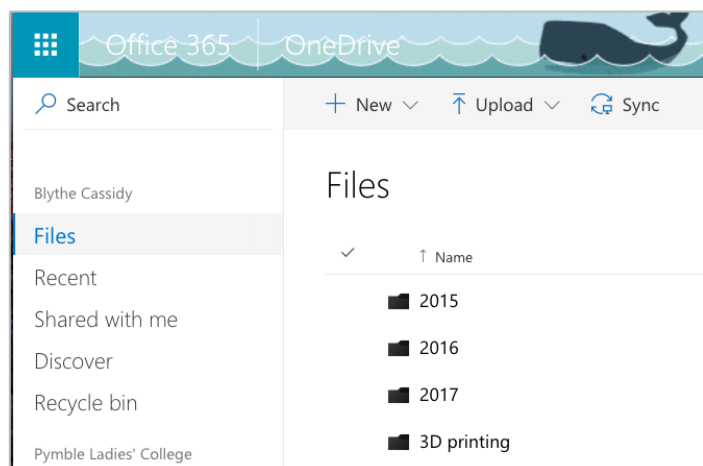 Office 365 OneDrive
Search
New Upload Sync
Blythe Cassidy
Files
Recent
Shared with me
Discover
Recycle bin
Pymble Ladies' College
Files
Name
2015
2016
2017
3D printing